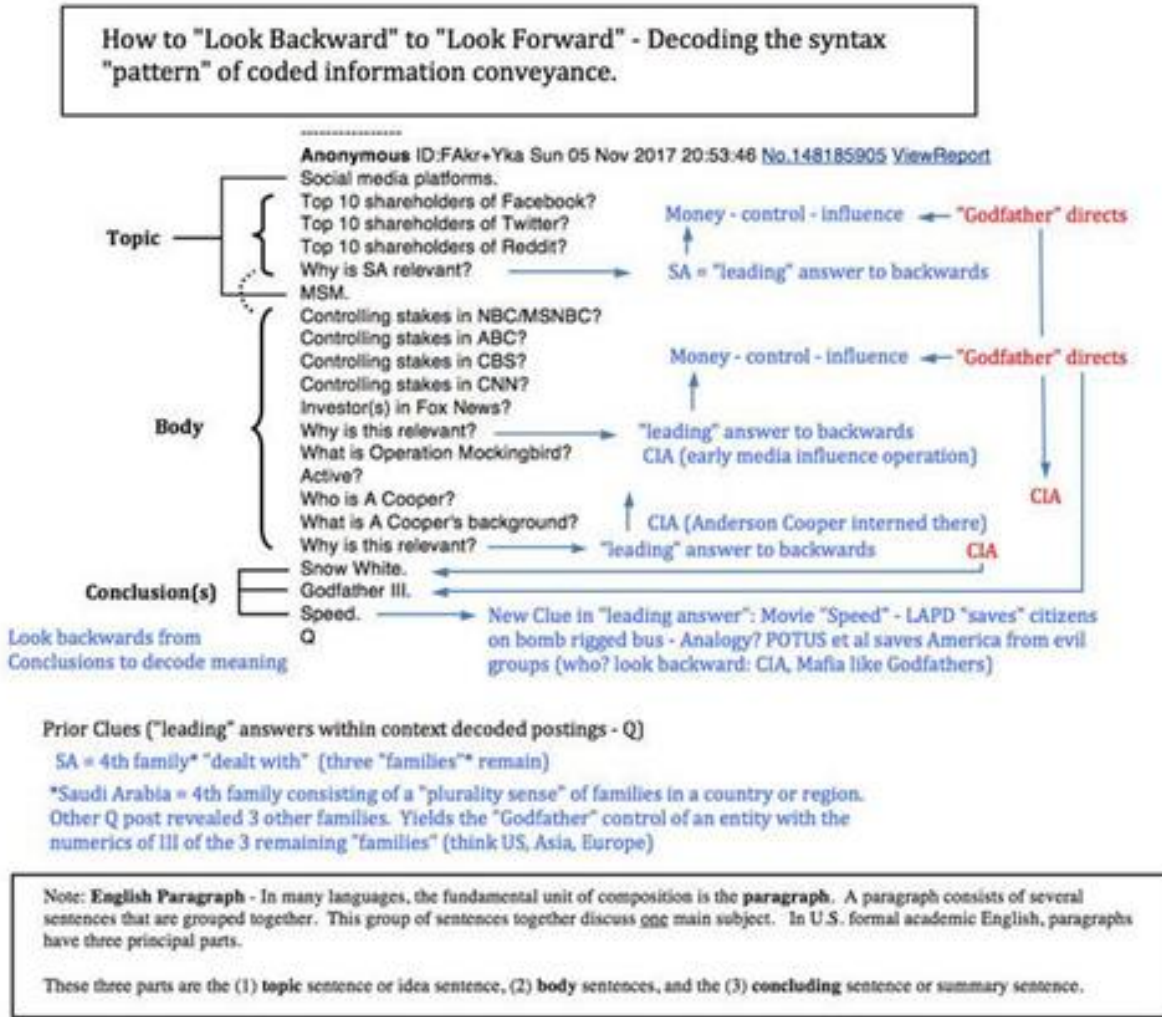 How to "Look Backward" to "Look Forward" - Decoding the syntax
"pattern" of coded information conveyance.
----------------
Anonymous ID:FAkr+Yka Sun 05 Nov 2017 20:53:46 No.148185905 ViewReport
Social media platforms.
Top 10 shareholders of Facebook?
Top 10 shareholders of Twitter?
Top 10 shareholders of Reddit?
Why is SA relevant?
MSM.
Controlling stakes in NBC/MSNBC?
Controlling stakes in ABC?
Controlling stakes in CBS?
Controlling stakes in CNN?
Investor(s) in Fox News?
Why is this relevant?
What is Operation Mockingbird?
Active?
Who is A Cooper?
What is A Cooper's background?
Why is this relevant?
Snow White.
Godfather III.
Speed.
Q
Topic
Body
Conclusion(s)
Look backwards from
Conclusions to decode meaning
Money - control - influence
"Godfather" directs
SA = "leading" answer to backwards
Money - control - influence
"Godfather" directs
"leading" answer to backwards
CIA (early media influence operation)
CIA
CIA (Anderson Cooper interned there)
"leading" answer to backwards
CIA
New Clue in "leading answer": Movie "Speed" - LAPD "saves" citizens
on bomb rigged bus - Analogy? POTUS et al saves America from evil
groups (who? look backward: CIA, Mafia like Godfathers)
Prior Clues ("leading" answers within context decoded postings - Q)
SA = 4th family* "dealt with" (three "families"* remain)
*Saudi Arabia = 4th family consisting of a "plurality sense" of families in a country or region.
Other Q post revealed 3 other families. Yields the "Godfather" control of an entity with the
numerics of III of the 3 remaining "families" (think US, Asia, Europe)
Note: English Paragraph - In many languages, the fundamental unit of composition is the paragraph. A paragraph consists of several
sentences that are grouped together. This group of sentences together discuss one main subject. In U.S. formal academic English, paragraphs
have three principal parts.
These three parts are the (1) topic sentence or idea sentence, (2) body sentences, and the (3) concluding sentence or summary sentence.